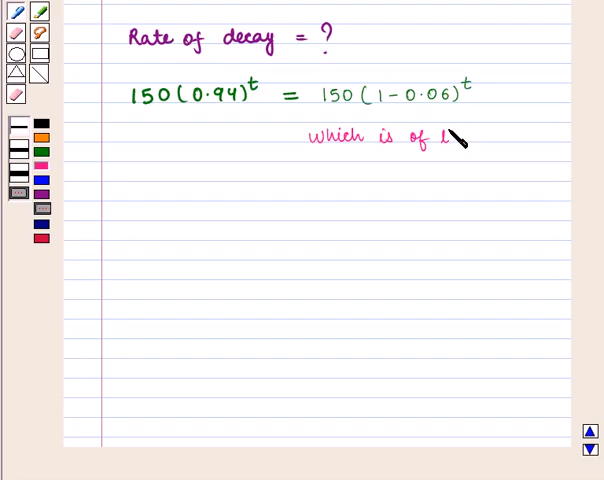 Rate of decay = ?
150(0.94)^t = 150(1-0.06)^t
which is of